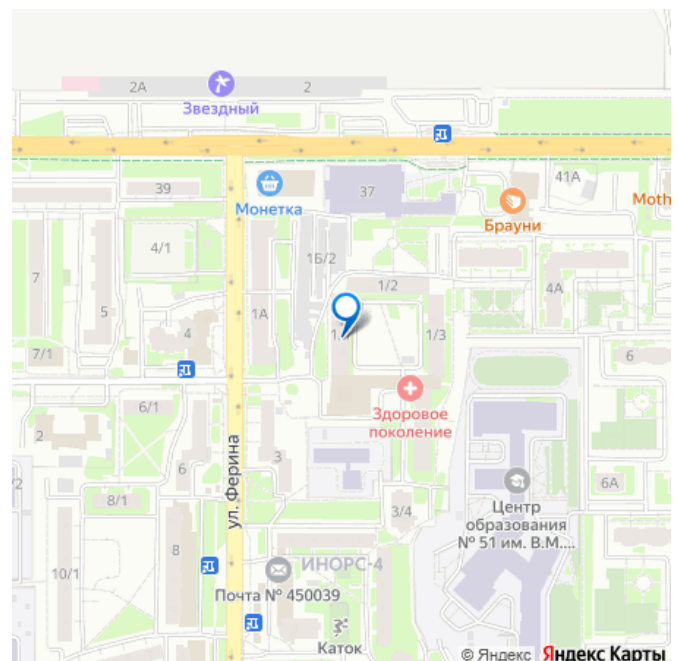 2А
2
Звездный
39
Монетка
37
41А
Брауни
Moth
4/1
1Б/2
1/2
7
5
1А
4А
4
1/3
7/1
6
Здоровое
поколение
6/1
2
ул. Ферина
3
6
6А
8/1
3/4
Центр
образования
№ 51 им. В.М....
8
10/1
ИНОРС-4
Почта № 450039
Каток
© Яндекс Яндекс Карты